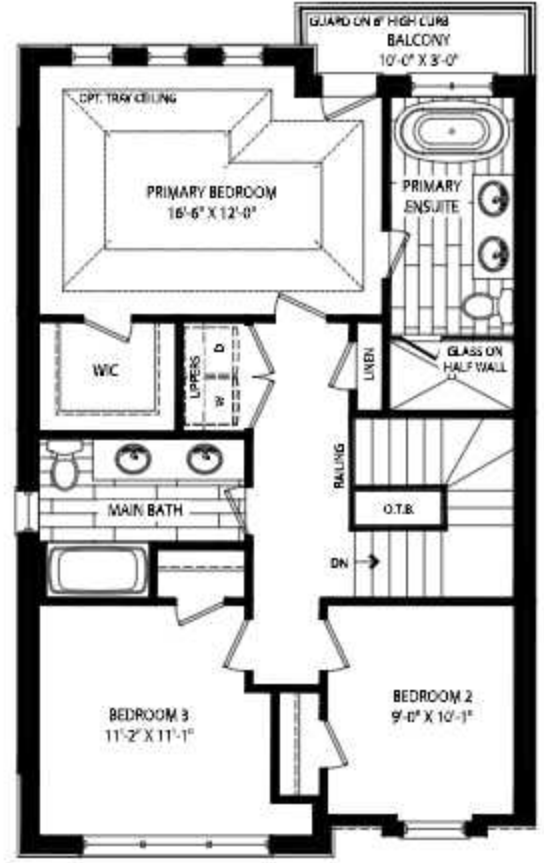 GUARD ON 6" HIGH CURB
BALCONY
10'-0" X 3'-0"
OPT. TRAY CEILING
PRIMARY BEDROOM
16'-6" X 12'-0"
PRIMARY
ENSUITE
WIC
UPPERS
D
W
LINEN
GLASS ON
HALF WALL
RAILING
MAIN BATH
O.T.B.
DN
BEDROOM 3
11'-2" X 11'-1"
BEDROOM 2
9'-0" X 10'-1"